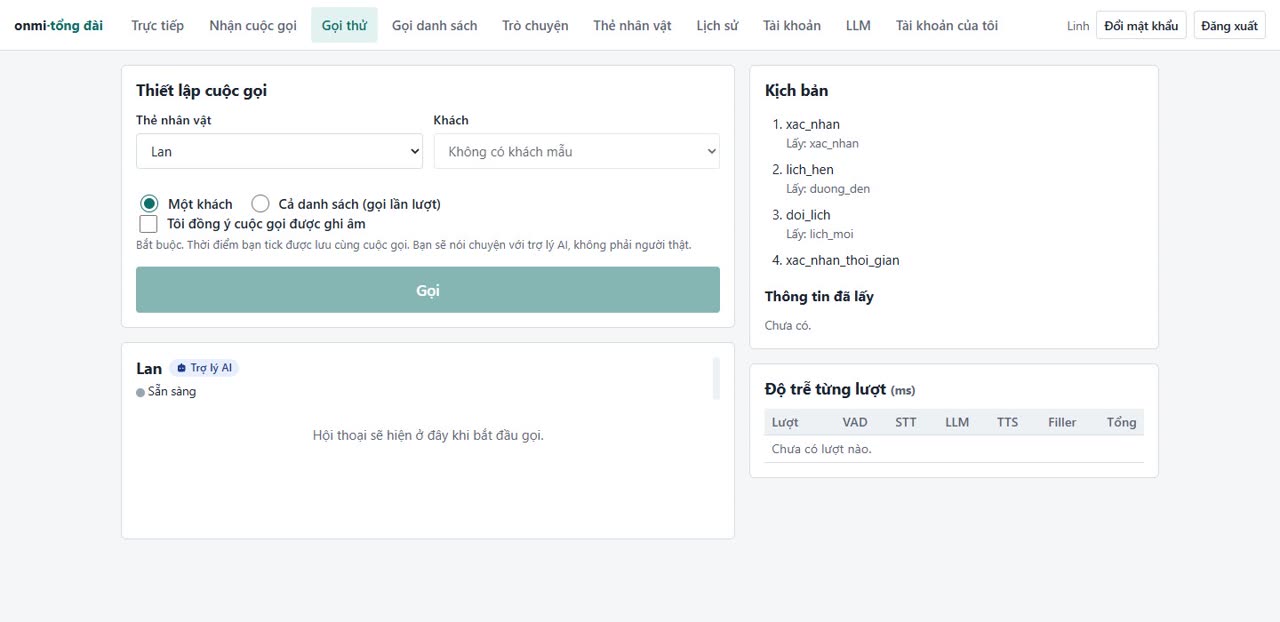 onmi·tổng đài Trực tiếp Nhận cuộc gọi Gọi thử Gọi danh sách Trò chuyện Thẻ nhân vật Lịch sử Tài khoản LLM Tài khoản của tôi Linh Đổi mật khẩu Đăng xuất
Thiết lập cuộc gọi
Thẻ nhân vật Khách
Lan Không có khách mẫu
Một khách Cả danh sách (gọi lần lượt)
Tôi đồng ý cuộc gọi được ghi âm
Bắt buộc. Thời điểm bạn tick được lưu cùng cuộc gọi. Bạn sẽ nói chuyện với trợ lý AI, không phải người thật.
Gọi
Lan Trợ lý AI
Sẵn sàng
Hội thoại sẽ hiện ở đây khi bắt đầu gọi.
Kịch bản
1. xac_nhan
Lấy: xac_nhan
2. lich_hen
Lấy: duong_den
3. doi_lich
Lấy: lich_moi
4. xac_nhan_thoi_gian
Thông tin đã lấy
Chưa có.
Độ trễ từng lượt (ms)
Lượt VAD STT LLM TTS Filler Tổng
Chưa có lượt nào.